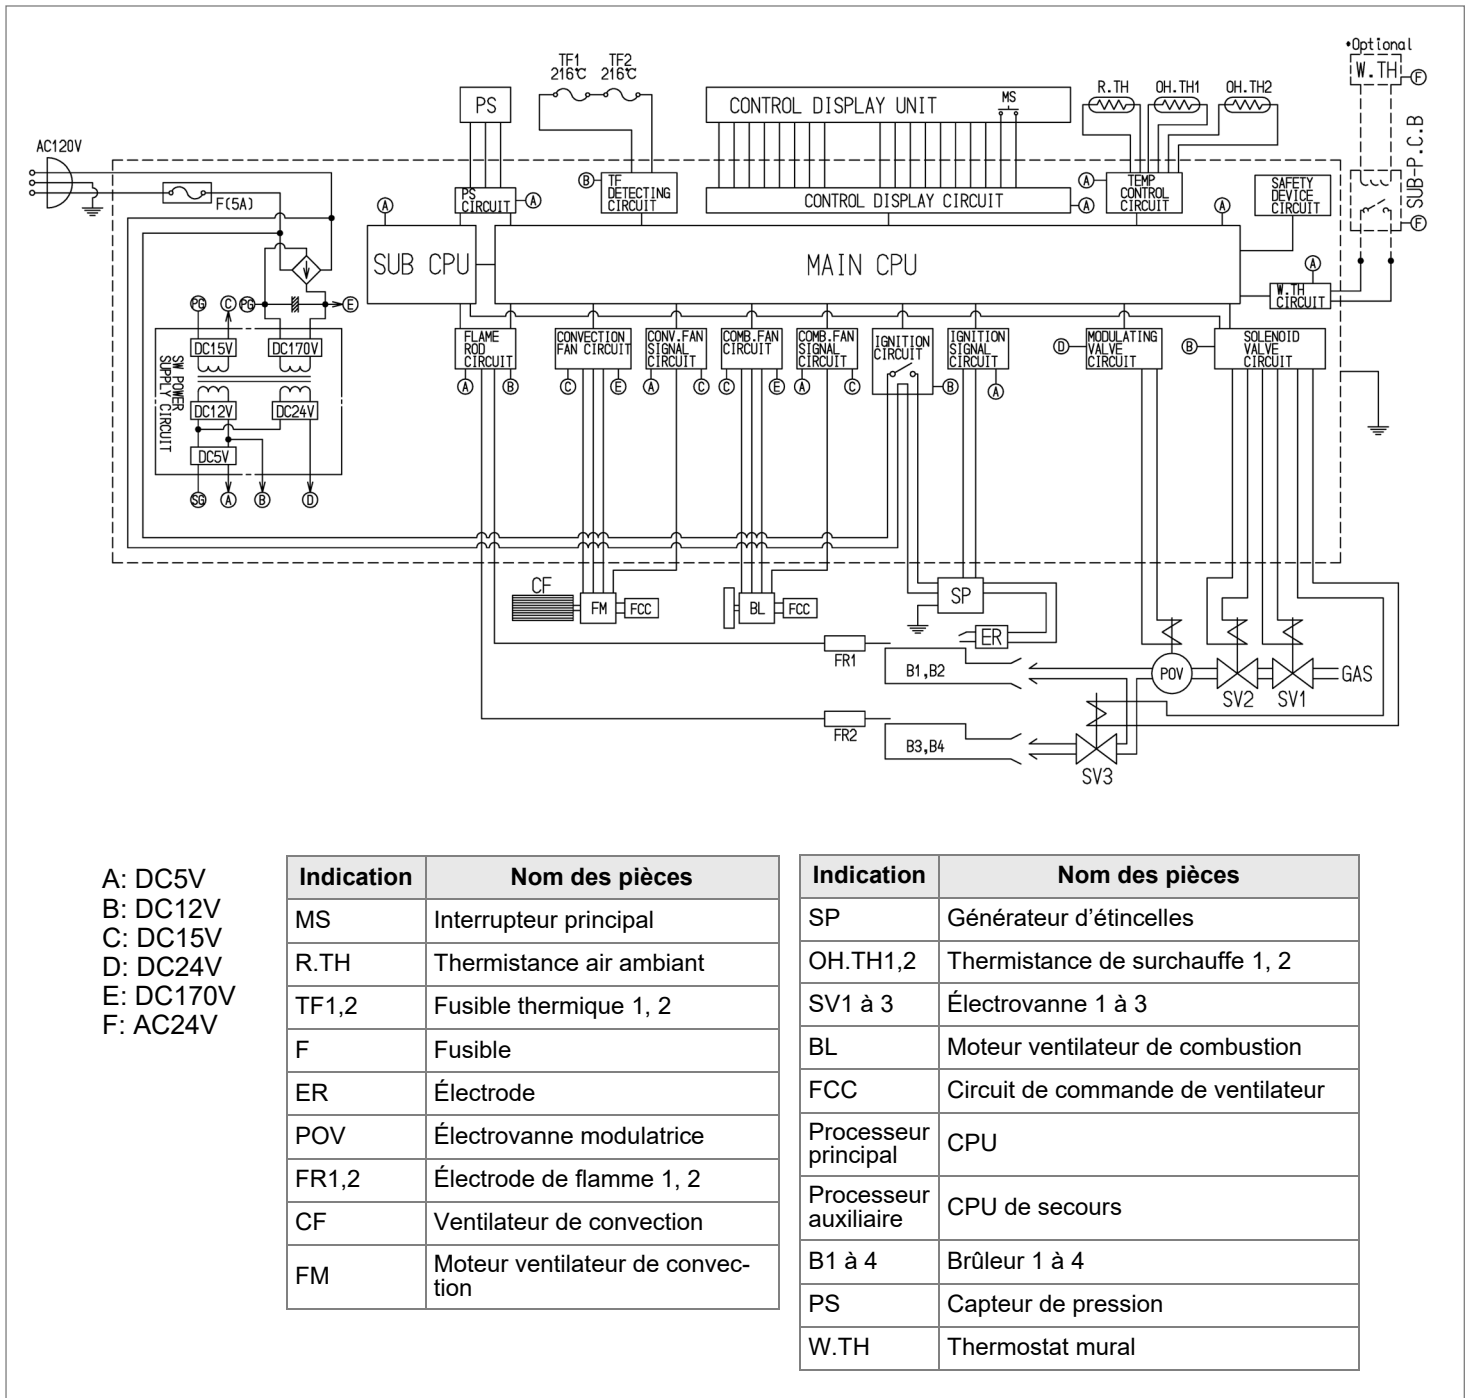 •Optional
W.TH
F
TF1
216℃
TF2
216℃
PS
CONTROL DISPLAY UNIT
MS
R.TH
OH.TH1
OH.TH2
SUB-P.C.B
AC120V
F(5A)
PS
CIRCUIT
A
B
TF
DETECTING
CIRCUIT
CONTROL DISPLAY CIRCUIT
A
A
TEMP
CONTROL
CIRCUIT
SAFETY
DEVICE
CIRCUIT
F
A
A
SUB CPU
MAIN CPU
A
W.TH
CIRCUIT
PG
C
PG
E
DC15V
DC170V
SW POWER
SUPPLY CIRCUIT
DC12V
DC24V
DC5V
SG
A
B
D
FLAME
ROD
CIRCUIT
A
B
CONVECTION
FAN CIRCUIT
C
E
CONV.FAN
SIGNAL
CIRCUIT
A
C
COMB.FAN
CIRCUIT
C
E
COMB.FAN
SIGNAL
CIRCUIT
A
C
IGNITION
CIRCUIT
B
IGNITION
SIGNAL
CIRCUIT
A
D
MODULATING
VALVE
CIRCUIT
B
SOLENOID
VALVE
CIRCUIT
CF
FM
FCC
BL
FCC
SP
ER
FR1
B1,B2
POV
SV2
SV1
GAS
FR2
B3,B4
SV3
A: DC5V
B: DC12V
C: DC15V
D: DC24V
E: DC170V
F: AC24V
Indication Nom des pièces
MS Interrupteur principal
R.TH Thermistance air ambiant
TF1,2 Fusible thermique 1, 2
F Fusible
ER Électrode
POV Électrovanne modulatrice
FR1,2 Électrode de flamme 1, 2
CF Ventilateur de convection
FM Moteur ventilateur de convec-
tion
Indication Nom des pièces
SP Générateur d’étincelles
OH.TH1,2 Thermistance de surchauffe 1, 2
SV1 à 3 Électrovanne 1 à 3
BL Moteur ventilateur de combustion
FCC Circuit de commande de ventilateur
Processeur
principal CPU
Processeur
auxiliaire CPU de secours
B1 à 4 Brûleur 1 à 4
PS Capteur de pression
W.TH Thermostat mural